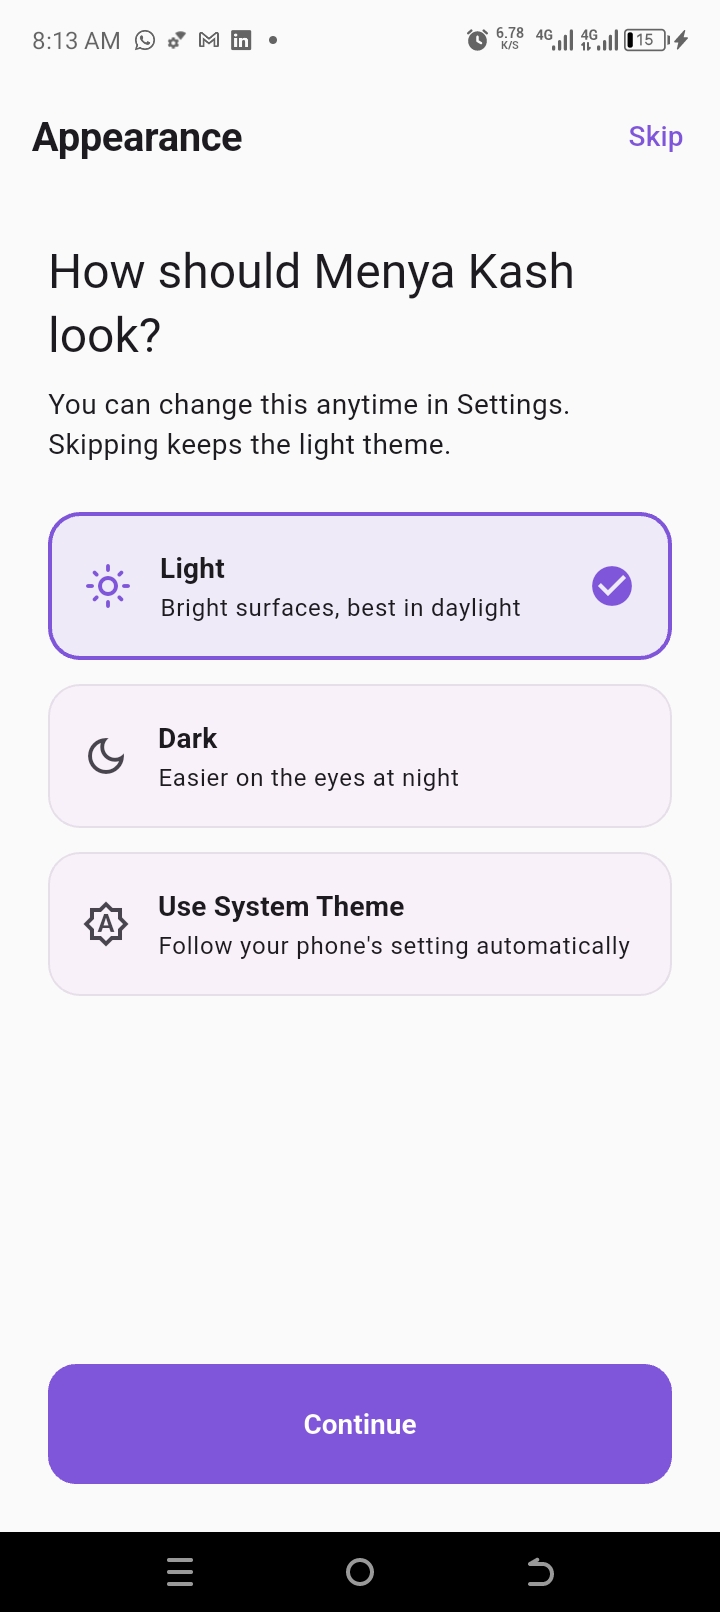 8:13 AM
6.78 K/S 4G 4G 15
Appearance
Skip
How should Menya Kash
look?
You can change this anytime in Settings.
Skipping keeps the light theme.
Light
Bright surfaces, best in daylight
Dark
Easier on the eyes at night
A
Use System Theme
Follow your phone's setting automatically
Continue